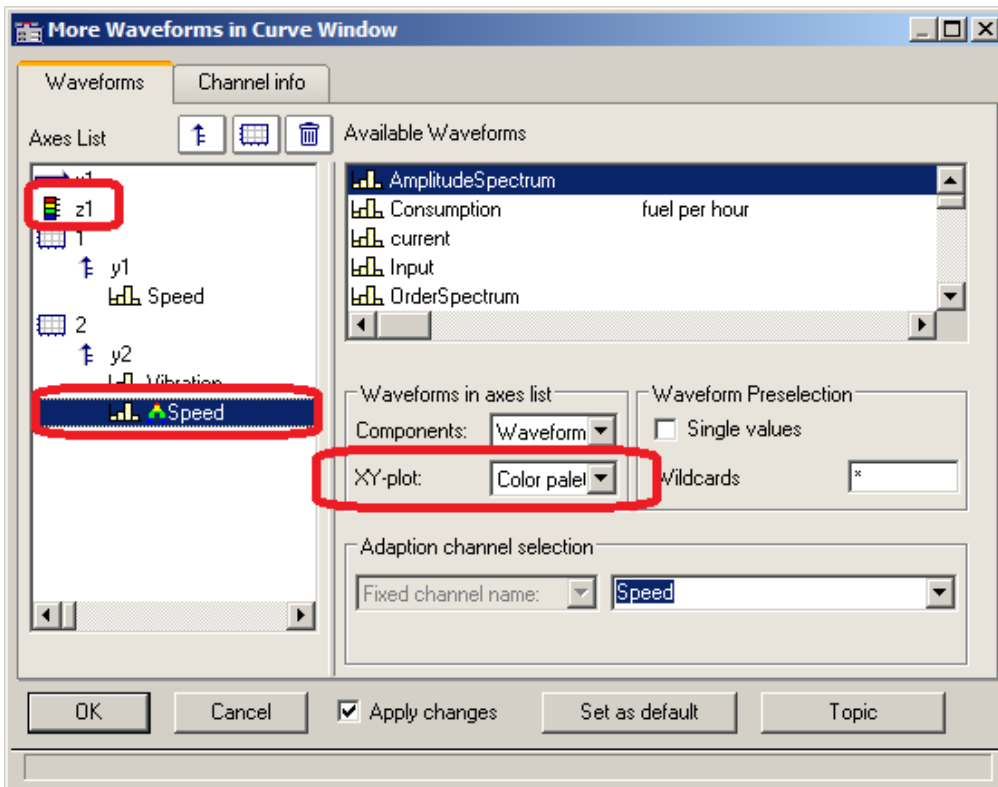 More Waveforms in Curve Window
Waveforms Channel info
Axes List
z1
1
y1
Speed
2
y2
Vibration
Speed
Available Waveforms
AmplitudeSpectrum
Consumption fuel per hour
current
Input
OrderSpectrum
Waveforms in axes list
Components: Waveform
XY-plot: Color palet
Waveform Preselection
Single values
Wildcards *
Adaption channel selection
Fixed channel name: Speed
OK Cancel Apply changes Set as default Topic